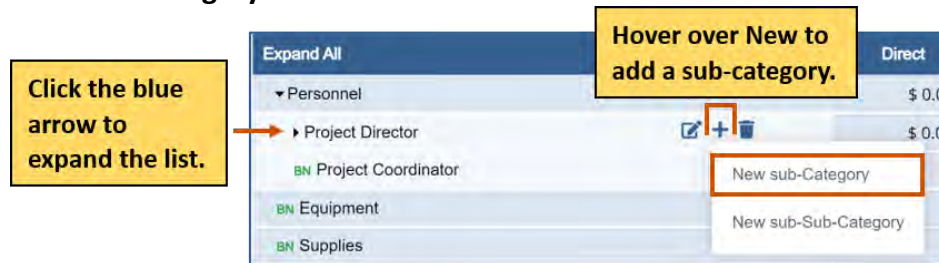 Expand All
Hover over New to
add a sub-category.
Direct
Click the blue
arrow to
expand the list.
Personnel
$ 0.0
Project Director
$ 0.0
BN Project Coordinator
New sub-Category
BN Equipment
New sub-Sub-Category
BN Supplies